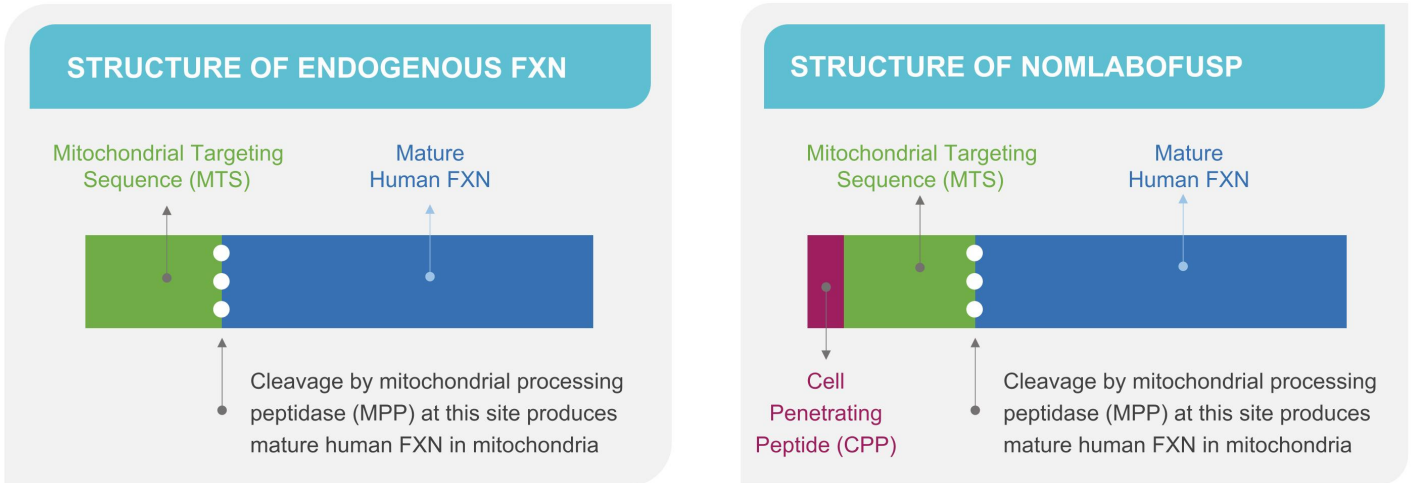 STRUCTURE OF ENDOGENOUS FXN
Mitochondrial Targeting
Sequence (MTS)
Mature
Human FXN
Cleavage by mitochondrial processing
peptidase (MPP) at this site produces
mature human FXN in mitochondria
STRUCTURE OF NOMLABOFUSP
Mitochondrial Targeting
Sequence (MTS)
Mature
Human FXN
Cell
Penetrating
Peptide (CPP)
Cleavage by mitochondrial processing
peptidase (MPP) at this site produces
mature human FXN in mitochondria